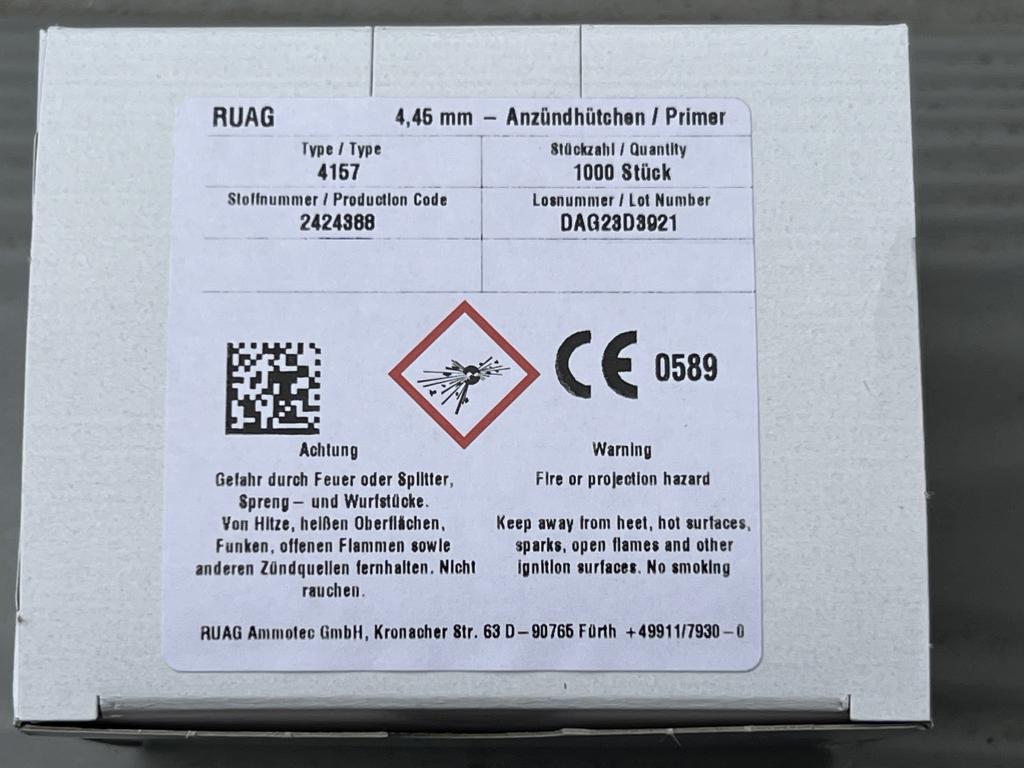 RUAG 4,45 mm – Anzündhütchen / Primer
Type / Type
4157
Stückzahl / Quantity
1000 Stück
Stoffnummer / Production Code
2424388
Losnummer / Lot Number
DAG23D3921
CE 0589
Achtung
Gefahr durch Feuer oder Splitter,
Spreng – und Wurfstücke.
Von Hitze, heißen Oberflächen,
Funken, offenen Flammen sowie
anderen Zündquellen fernhalten. Nicht
rauchen.
Warning
Fire or projection hazard
Keep away from heet, hot surfaces,
sparks, open flames and other
ignition surfaces. No smoking
RUAG Ammotec GmbH, Kronacher Str. 63 D – 90765 Fürth +49911/7930 – 0